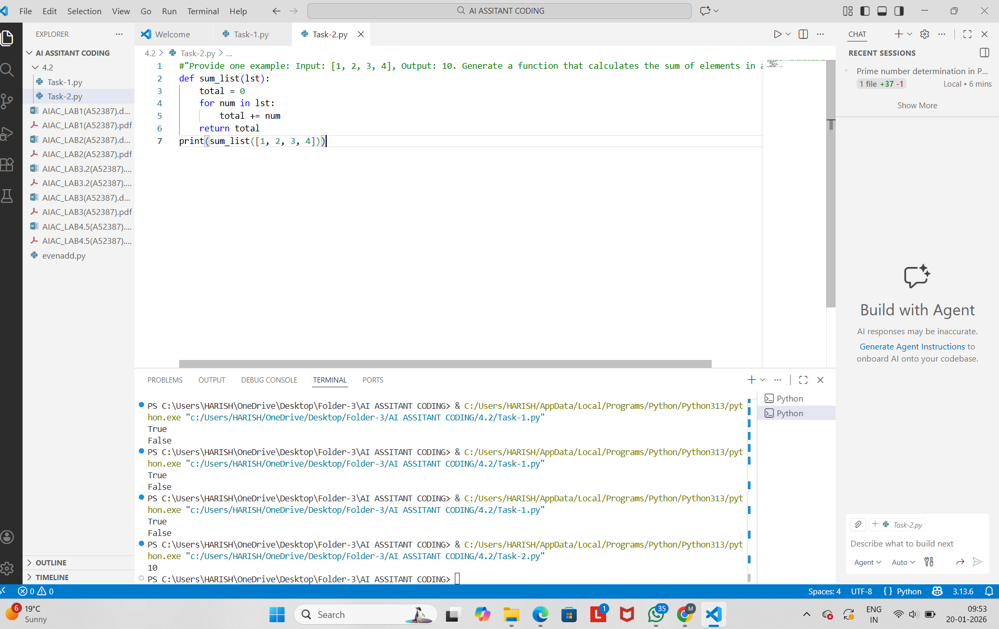 File Edit Selection View Go Run Terminal Help
AI ASSITANT CODING
EXPLORER
AI ASSITANT CODING
4.2
Task-1.py
Task-2.py
AIAC_LAB1(A52387).d...
AIAC_LAB1(A52387).pdf
AIAC_LAB2(A52387).d...
AIAC_LAB2(A52387).pdf
AIAC_LAB3.2(A52387)....
AIAC_LAB3.2(A52387)....
AIAC_LAB3(A52387).d...
AIAC_LAB3(A52387).pdf
AIAC_LAB4.5(A52387)....
AIAC_LAB4.5(A52387)....
evenadd.py
OUTLINE
TIMELINE
Welcome Task-1.py Task-2.py
4.2 > Task-2.py > ...
1 #"Provide one example: Input: [1, 2, 3, 4], Output: 10. Generate a function that calculates the sum of elements in a
2 def sum_list(lst):
3 total = 0
4 for num in lst:
5 total += num
6 return total
7 print(sum_list([1, 2, 3, 4]))
PROBLEMS OUTPUT DEBUG CONSOLE TERMINAL PORTS
PS C:\Users\HARISH\OneDrive\Desktop\Folder-3\AI ASSITANT CODING> & C:/Users/HARISH/AppData/Local/Programs/Python/Python313/pyt
hon.exe "c:/Users/HARISH/OneDrive/Desktop/Folder-3/AI ASSITANT CODING/4.2/Task-1.py"
True
False
PS C:\Users\HARISH\OneDrive\Desktop\Folder-3\AI ASSITANT CODING> & C:/Users/HARISH/AppData/Local/Programs/Python/Python313/pyt
hon.exe "c:/Users/HARISH/OneDrive/Desktop/Folder-3/AI ASSITANT CODING/4.2/Task-1.py"
True
False
PS C:\Users\HARISH\OneDrive\Desktop\Folder-3\AI ASSITANT CODING> & C:/Users/HARISH/AppData/Local/Programs/Python/Python313/pyt
hon.exe "c:/Users/HARISH/OneDrive/Desktop/Folder-3/AI ASSITANT CODING/4.2/Task-1.py"
True
False
PS C:\Users\HARISH\OneDrive\Desktop\Folder-3\AI ASSITANT CODING> & C:/Users/HARISH/AppData/Local/Programs/Python/Python313/pyt
hon.exe "c:/Users/HARISH/OneDrive/Desktop/Folder-3/AI ASSITANT CODING/4.2/Task-2.py"
10
PS C:\Users\HARISH\OneDrive\Desktop\Folder-3\AI ASSITANT CODING>
Python
Python
CHAT
RECENT SESSIONS
Prime number determination in P...
1 file +37 -1 Local • 6 mins
Show More
Build with Agent
AI responses may be inaccurate.
Generate Agent Instructions to
onboard AI onto your codebase.
Task-2.py
Describe what to build next
Agent Auto
0 0 Spaces: 4 UTF-8 {} Python 3.13.6
6 19°C
Sunny
Search
L 1
35
M
ENG
IN
09:53
20-01-2026